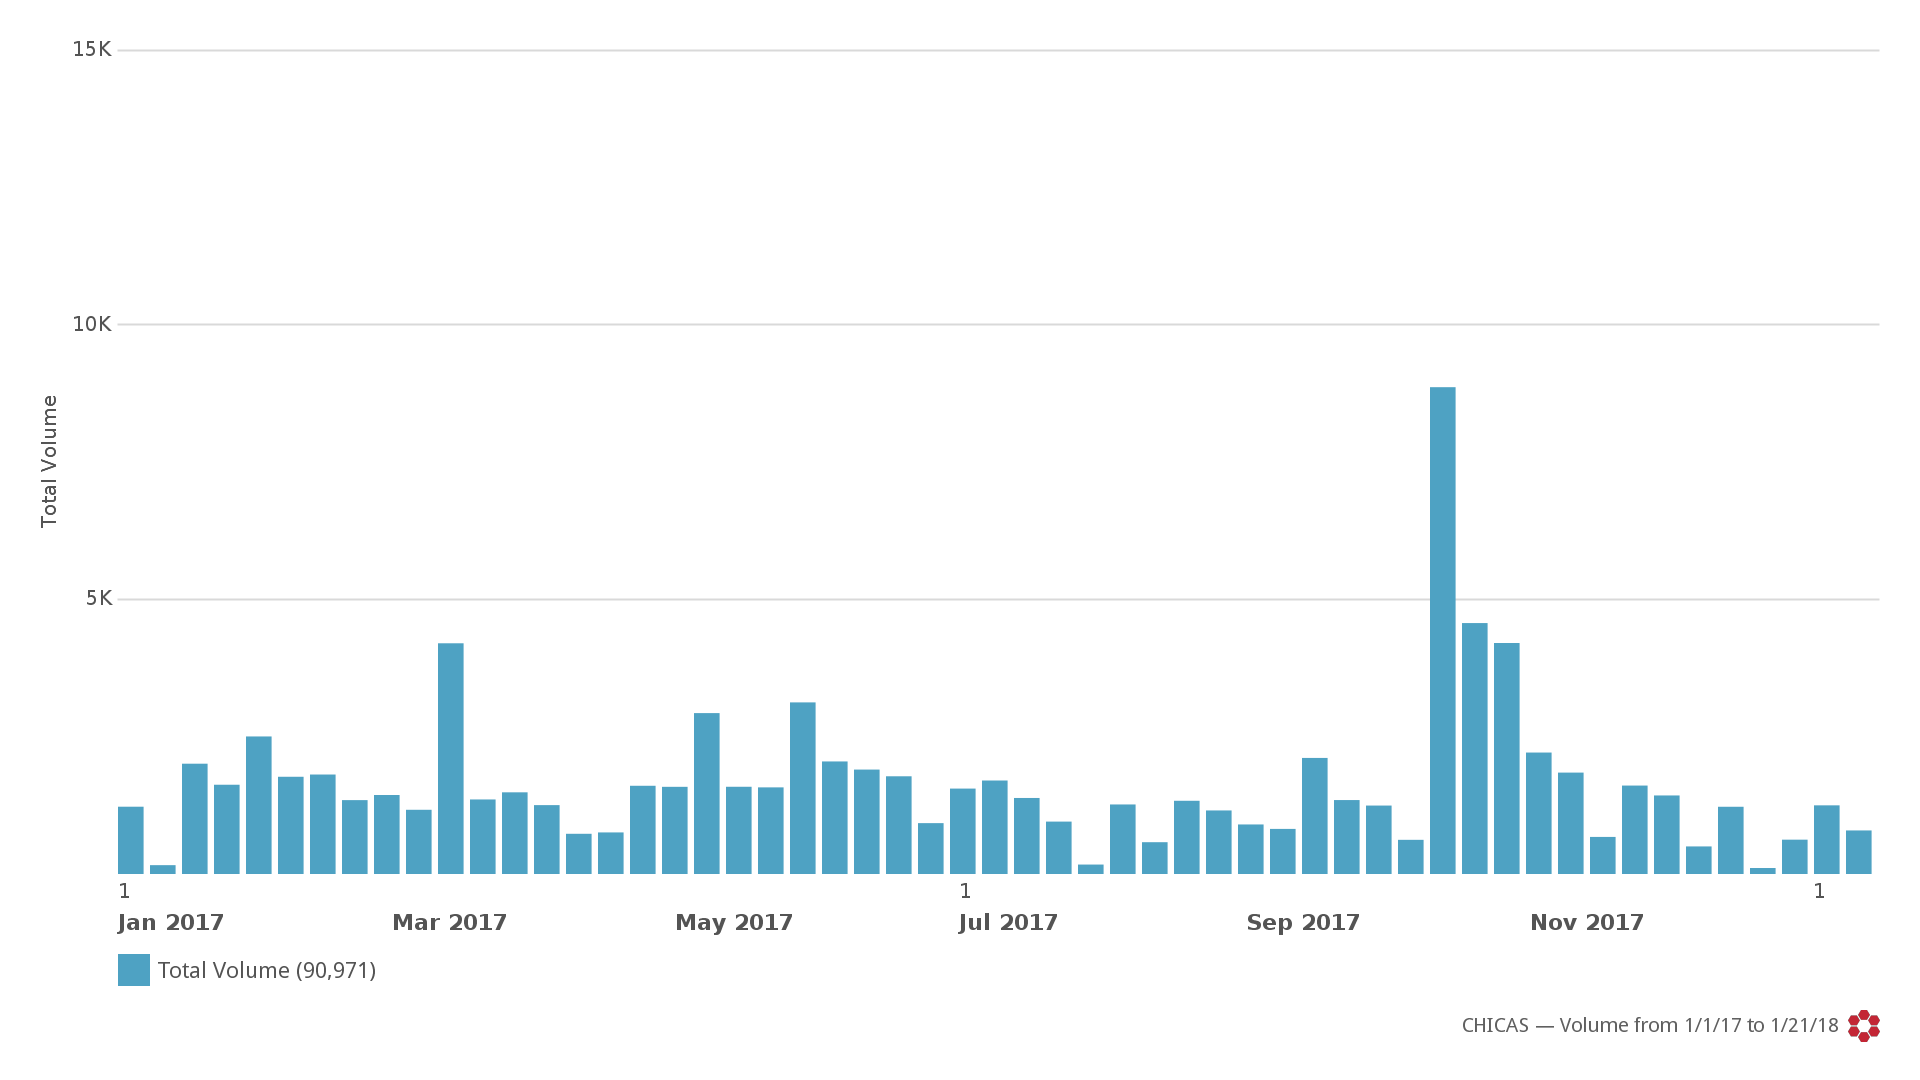 15K
10K
5K
Total Volume
1 1 1
Jan 2017 Mar 2017 May 2017 Jul 2017 Sep 2017 Nov 2017
Total Volume (90,971)
CHICAS — Volume from 1/1/17 to 1/21/18